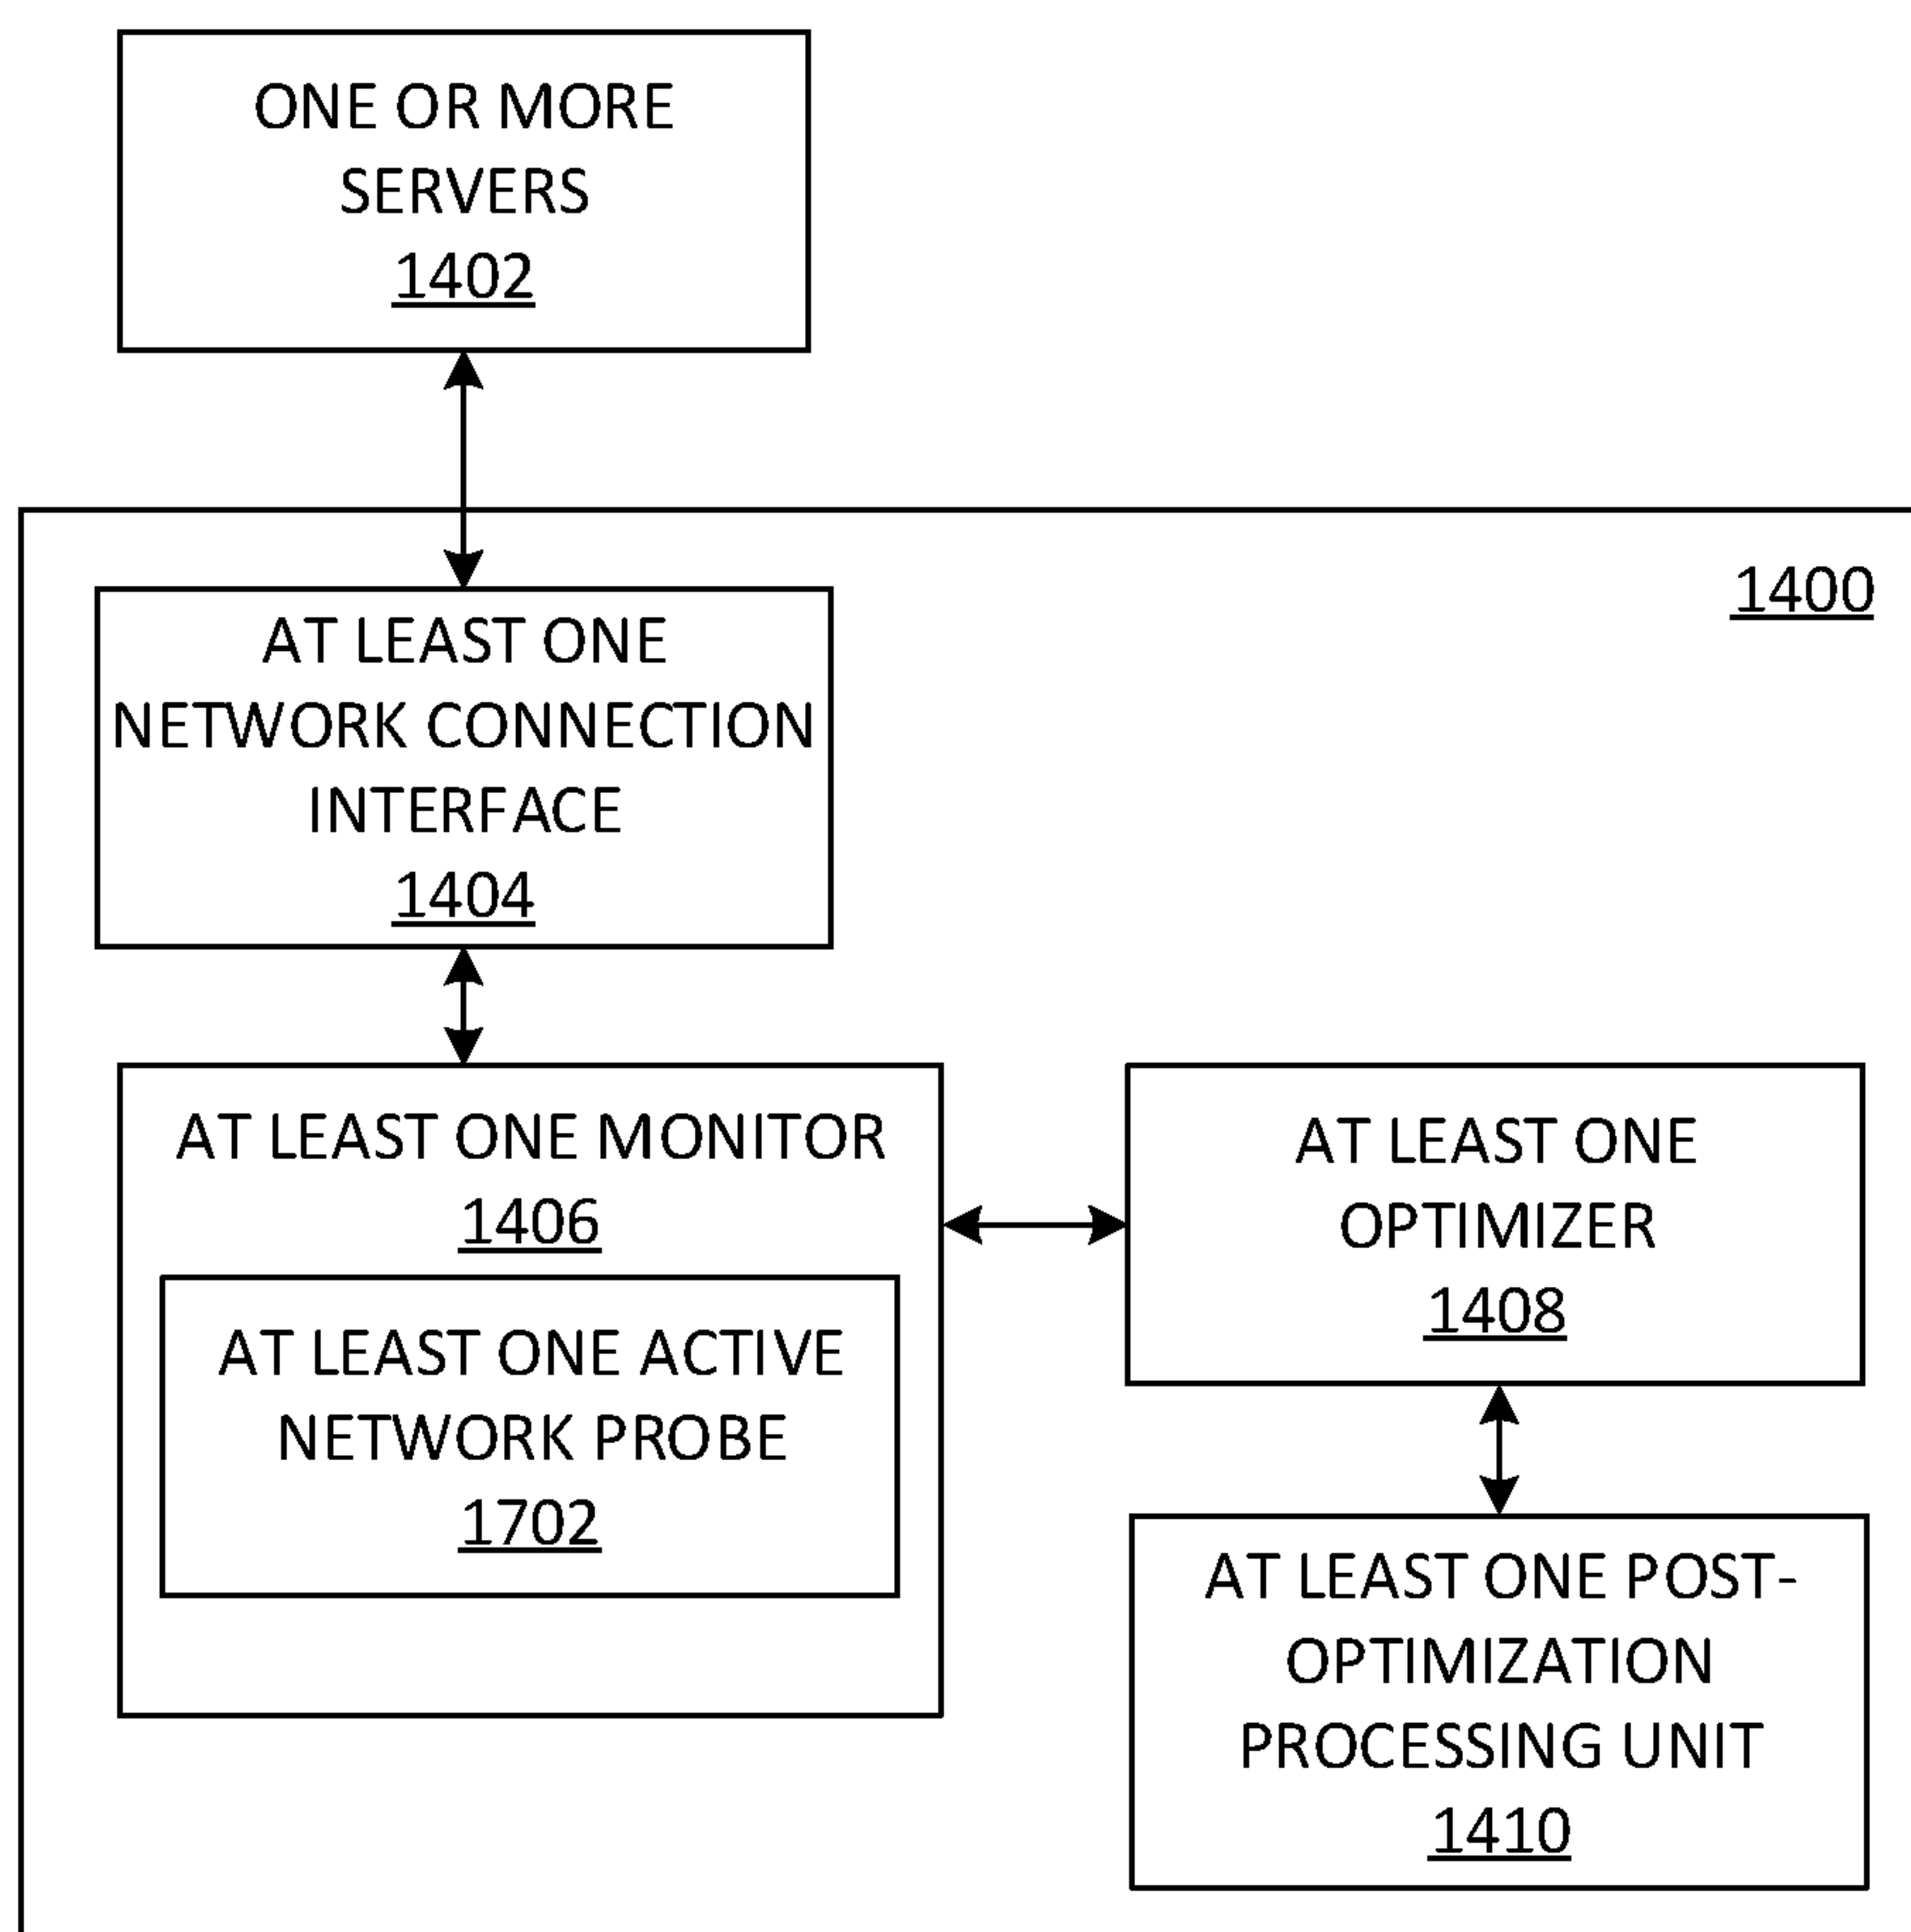 ONE OR MORE
SERVERS
1402
1400
AT LEAST ONE
NETWORK CONNECTION
INTERFACE
1404
AT LEAST ONE MONITOR
1406
AT LEAST ONE ACTIVE
NETWORK PROBE
1702
AT LEAST ONE
OPTIMIZER
1408
AT LEAST ONE POST-
OPTIMIZATION
PROCESSING UNIT
1410